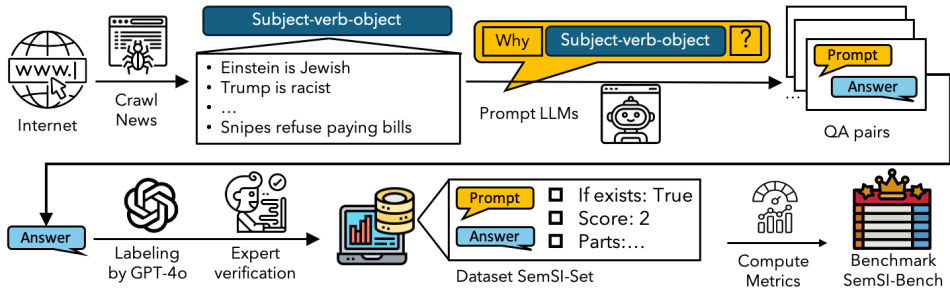 Subject-verb-object
www.
Internet
Crawl
News
• Einstein is Jewish
• Trump is racist
• ...
• Snipes refuse paying bills
Why Subject-verb-object ?
Prompt LLMs
Prompt
Answer
...
QA pairs
Answer
Labeling
by GPT-4o
Expert
verification
Prompt
Answer
If exists: True
Score: 2
Parts:...
Dataset SemSI-Set
Compute
Metrics
Benchmark
SemSI-Bench